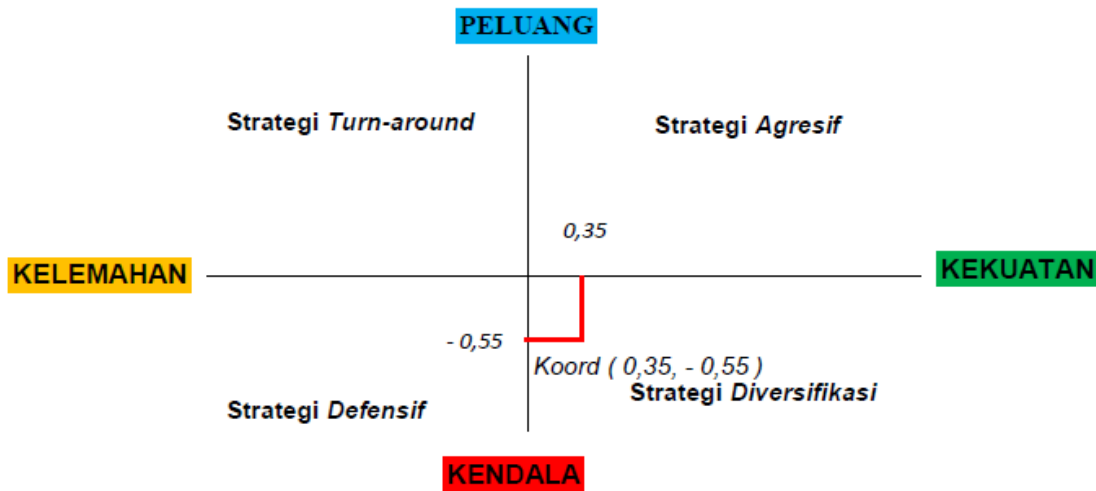 PELUANG
Strategi Turn-around
Strategi Agresif
0,35
KELEMAHAN
KEKUATAN
- 0,55
Koord ( 0,35, - 0,55 )
Strategi Diversifikasi
Strategi Defensif
KENDALA